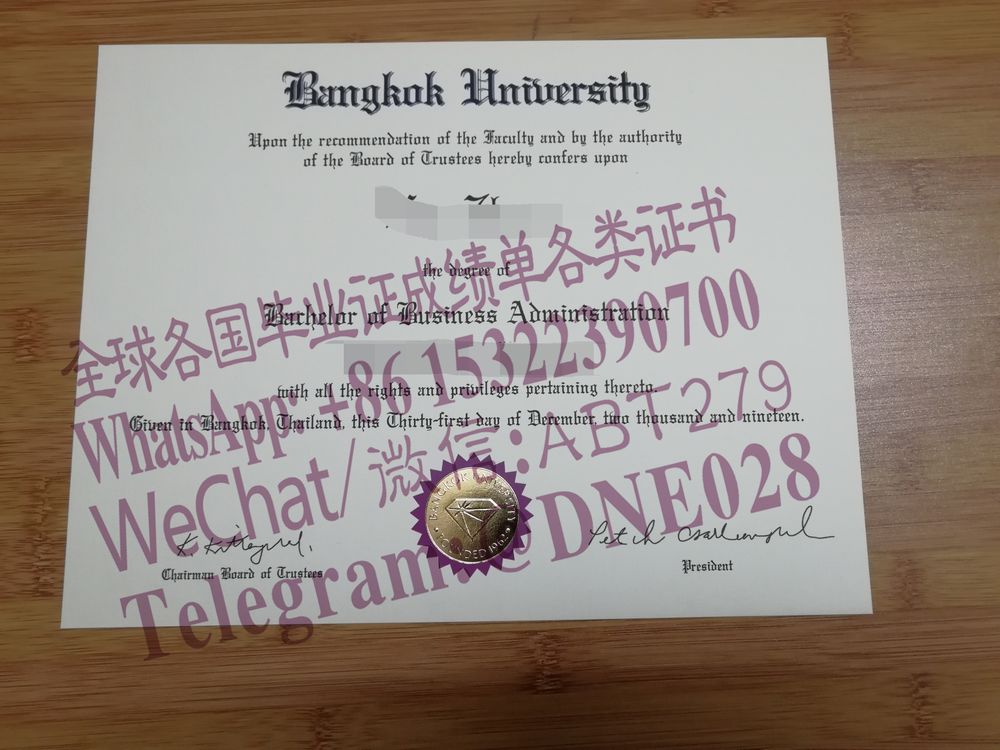 Bangkok University
Upon the recommendation of the Faculty and by the authority
of the Board of Trustees hereby confers upon
the degree of
Bachelor of Business Administration
with all the rights and privileges pertaining thereto.
Given in Bangkok, Thailand, this Thirty-first day of December, two thousand and nineteen.
BANGKOK UNIVERSITY
FOUNDED 1962
Chairman Board of Trustees
President
全球各国毕业证成绩单各类证书
WhatsApp: +86 15322390700
WeChat/微信:ABT279
Telegram:@DNE028